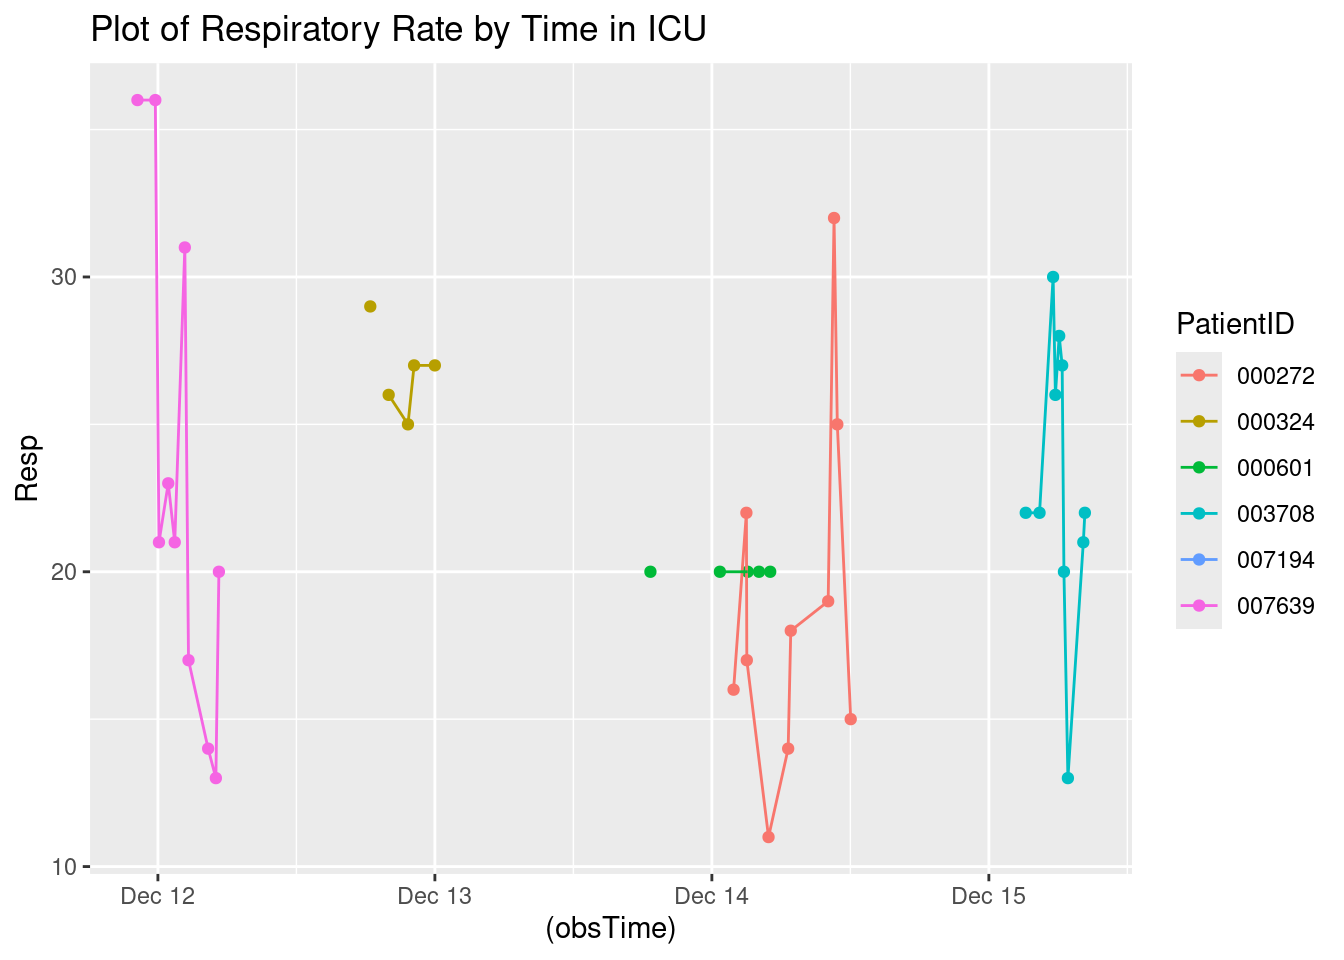 Plot of Respiratory Rate by Time in ICU
Resp
30
20
10
Dec 12
Dec 13
Dec 14
Dec 15
(obsTime)
PatientID
000272
000324
000601
003708
007194
007639